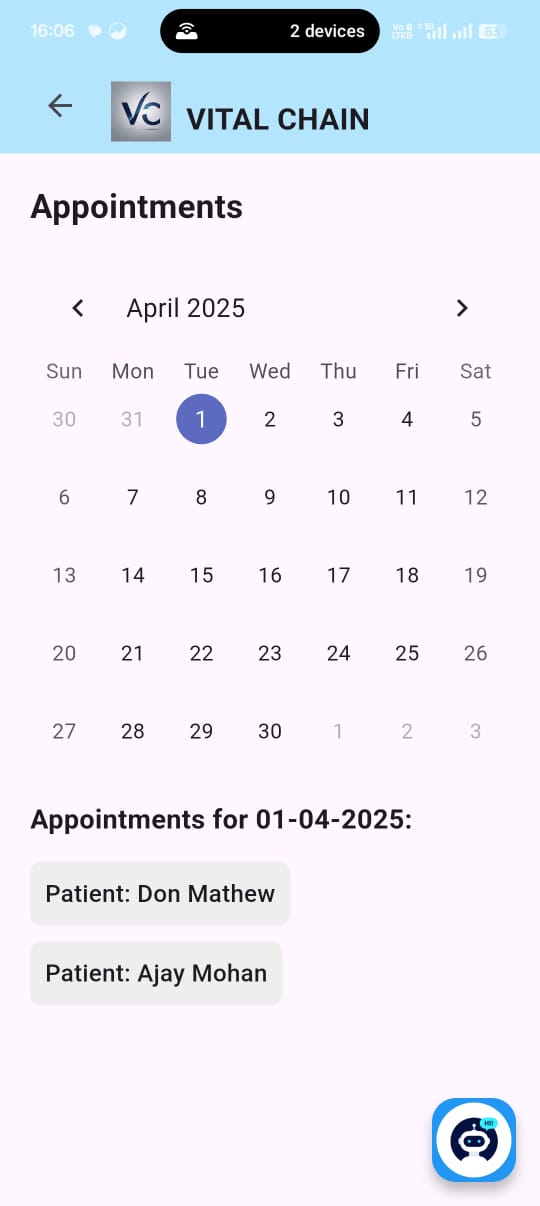 16:06 2 devices Vo LTE 5G 63
VC VITAL CHAIN
Appointments
April 2025
Sun Mon Tue Wed Thu Fri Sat
30 31 1 2 3 4 5
6 7 8 9 10 11 12
13 14 15 16 17 18 19
20 21 22 23 24 25 26
27 28 29 30 1 2 3
Appointments for 01-04-2025:
Patient: Don Mathew
Patient: Ajay Mohan
HI!